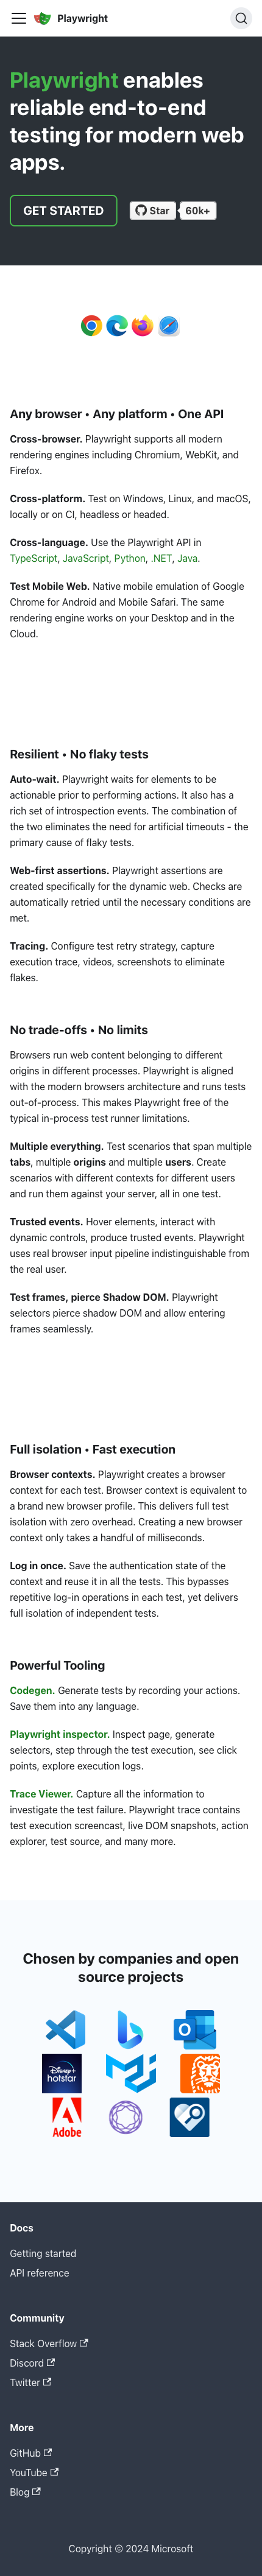 Playwright
Playwright enables
reliable end-to-end
testing for modern web
apps.
GET STARTED
Star
60k+
Any browser • Any platform • One API
Cross-browser. Playwright supports all modern
rendering engines including Chromium, WebKit, and
Firefox.
Cross-platform. Test on Windows, Linux, and macOS,
locally or on CI, headless or headed.
Cross-language. Use the Playwright API in
TypeScript, JavaScript, Python, .NET, Java.
Test Mobile Web. Native mobile emulation of Google
Chrome for Android and Mobile Safari. The same
rendering engine works on your Desktop and in the
Cloud.
Resilient • No flaky tests
Auto-wait. Playwright waits for elements to be
actionable prior to performing actions. It also has a
rich set of introspection events. The combination of
the two eliminates the need for artificial timeouts - the
primary cause of flaky tests.
Web-first assertions. Playwright assertions are
created specifically for the dynamic web. Checks are
automatically retried until the necessary conditions are
met.
Tracing. Configure test retry strategy, capture
execution trace, videos, screenshots to eliminate
flakes.
No trade-offs • No limits
Browsers run web content belonging to different
origins in different processes. Playwright is aligned
with the modern browsers architecture and runs tests
out-of-process. This makes Playwright free of the
typical in-process test runner limitations.
Multiple everything. Test scenarios that span multiple
tabs, multiple origins and multiple users. Create
scenarios with different contexts for different users
and run them against your server, all in one test.
Trusted events. Hover elements, interact with
dynamic controls, produce trusted events. Playwright
uses real browser input pipeline indistinguishable from
the real user.
Test frames, pierce Shadow DOM. Playwright
selectors pierce shadow DOM and allow entering
frames seamlessly.
Full isolation • Fast execution
Browser contexts. Playwright creates a browser
context for each test. Browser context is equivalent to
a brand new browser profile. This delivers full test
isolation with zero overhead. Creating a new browser
context only takes a handful of milliseconds.
Log in once. Save the authentication state of the
context and reuse it in all the tests. This bypasses
repetitive log-in operations in each test, yet delivers
full isolation of independent tests.
Powerful Tooling
Codegen. Generate tests by recording your actions.
Save them into any language.
Playwright inspector. Inspect page, generate
selectors, step through the test execution, see click
points, explore execution logs.
Trace Viewer. Capture all the information to
investigate the test failure. Playwright trace contains
test execution screencast, live DOM snapshots, action
explorer, test source, and many more.
Chosen by companies and open
source projects
Disney+
hotstar
Adobe
Docs
Getting started
API reference
Community
Stack Overflow
Discord
Twitter
More
GitHub
YouTube
Blog
Copyright © 2024 Microsoft